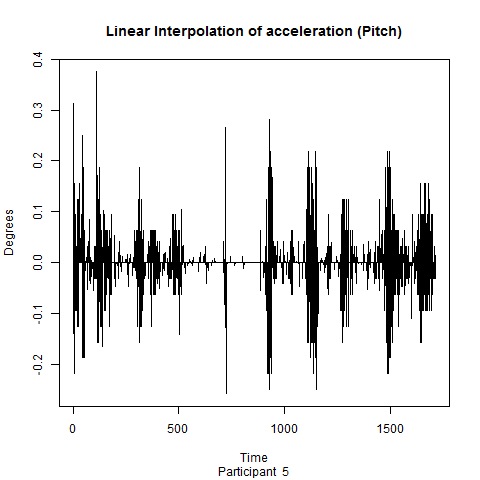 Linear Interpolation of acceleration (Pitch)
Degrees
0.4
0.3
0.2
0.1
0.0
-0.1
-0.2
0 500 1000 1500
Time
Participant 5